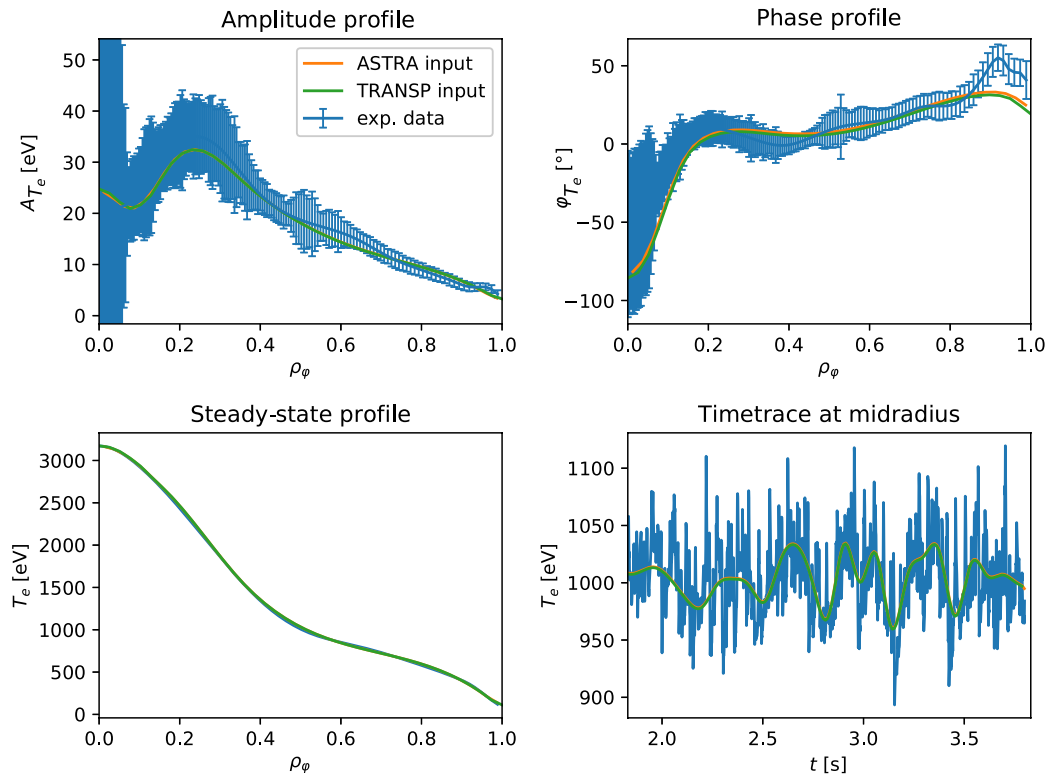 Amplitude profile
50
40
30
20
10
0
A_{T_e} [eV]
ASTRA input
TRANSP input
exp. data
0.0 0.2 0.4 0.6 0.8 1.0
ρ_φ
Phase profile
50
0
−50
−100
φ_{T_e} [°]
0.0 0.2 0.4 0.6 0.8 1.0
ρ_φ
Steady-state profile
3000
2500
2000
1500
1000
500
0
T_e [eV]
0.0 0.2 0.4 0.6 0.8 1.0
ρ_φ
Timetrace at midradius
1100
1050
1000
950
900
T_e [eV]
2.0 2.5 3.0 3.5
t [s]